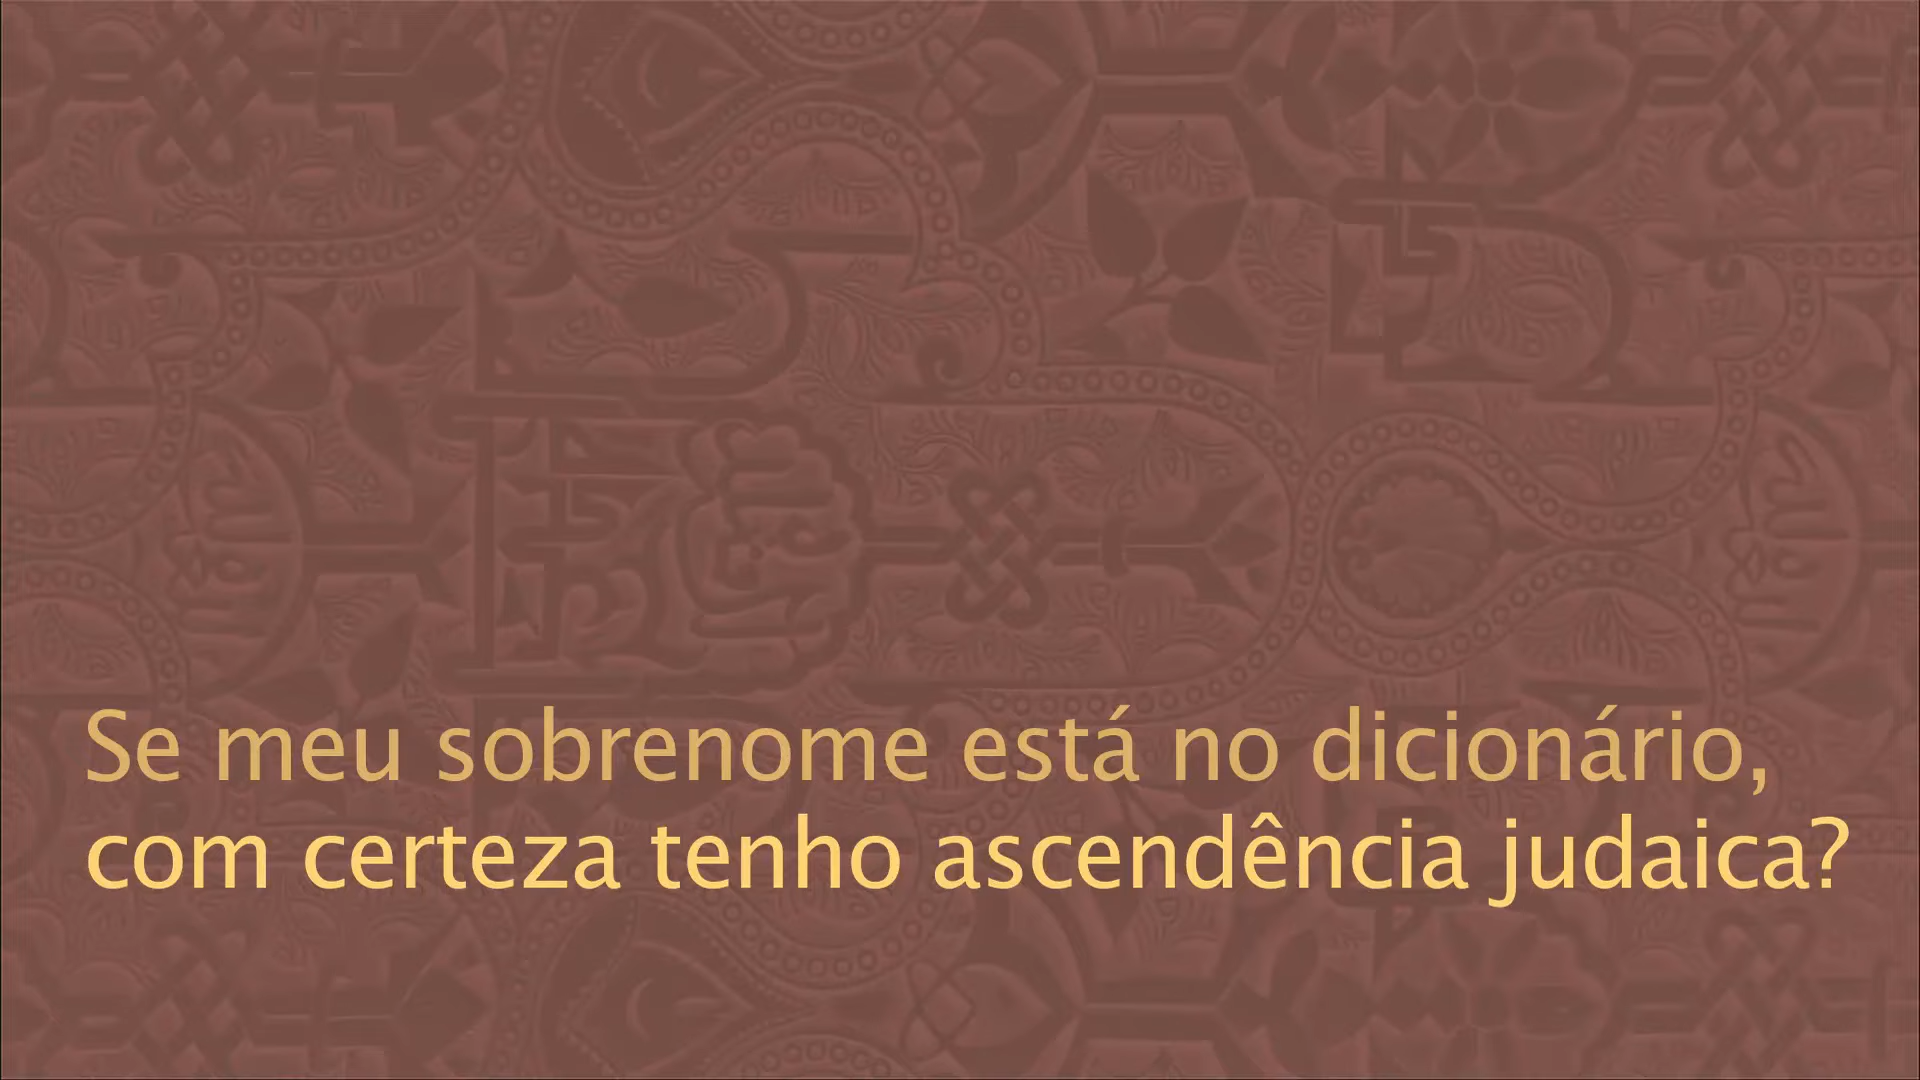 Se meu sobrenome está no dicionário,
com certeza tenho ascendência judaica?